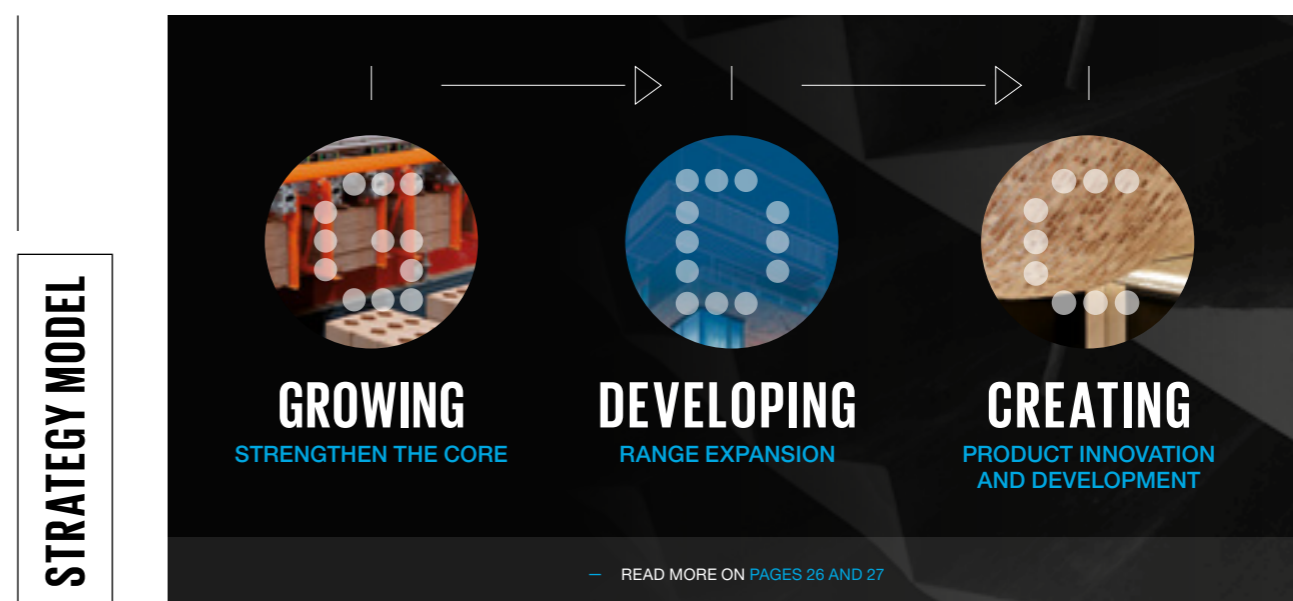 STRATEGY MODEL
G
D
C
GROWING
STRENGTHEN THE CORE
DEVELOPING
RANGE EXPANSION
CREATING
PRODUCT INNOVATION
AND DEVELOPMENT
– READ MORE ON PAGES 26 AND 27